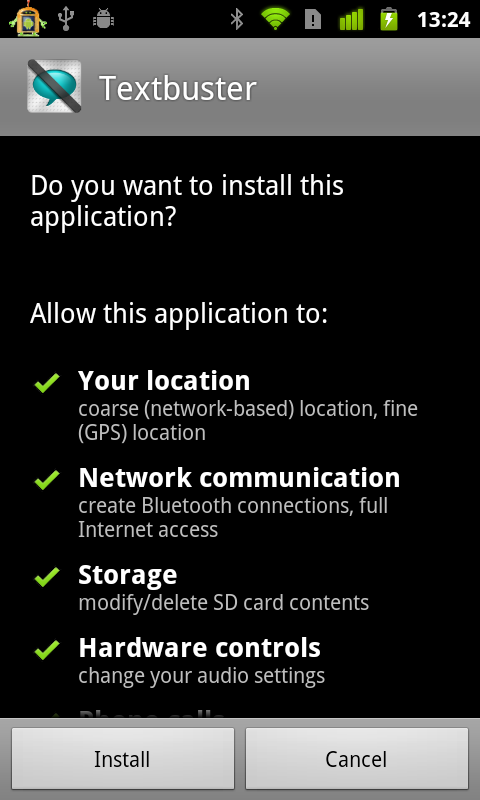 13:24
Textbuster
Do you want to install this
application?
Allow this application to:
Your location
coarse (network-based) location, fine
(GPS) location
Network communication
create Bluetooth connections, full
Internet access
Storage
modify/delete SD card contents
Hardware controls
change your audio settings
Phone calls
Install
Cancel